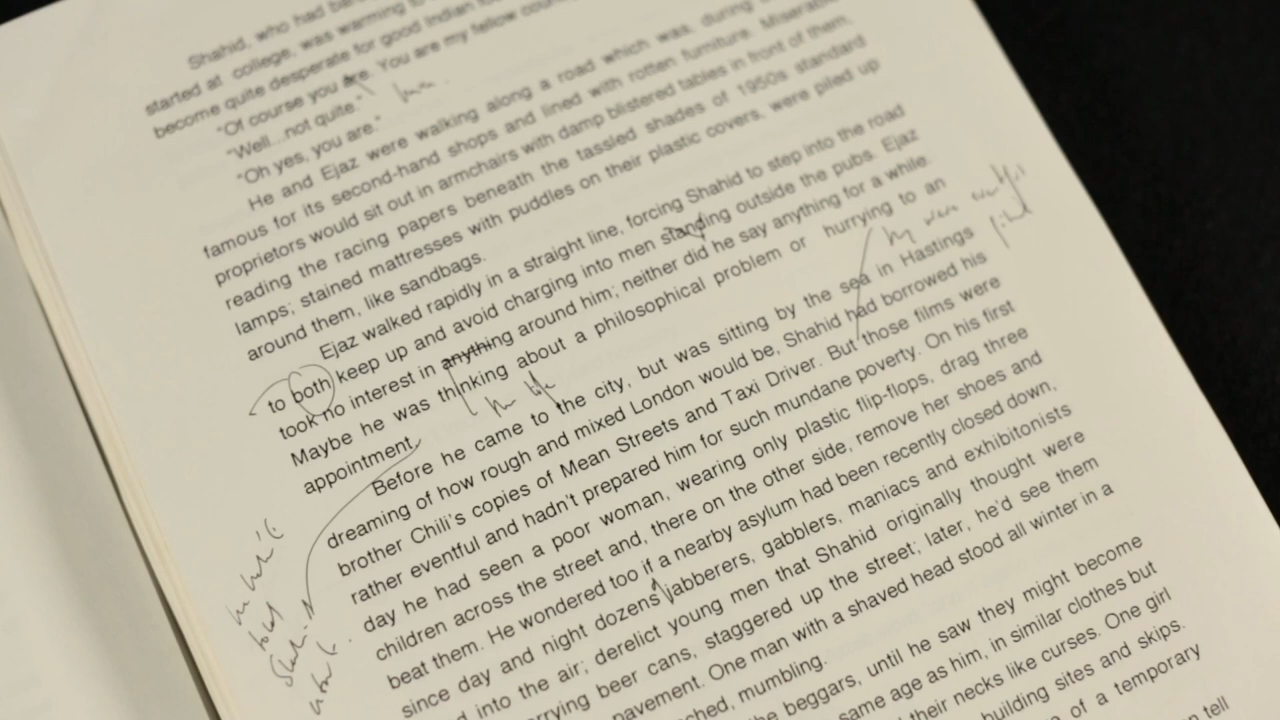 Shahid, who had
started at college, was warming to
become quite desperate for good Indian
"Of course you are. You are my fellow
"Well...not quite."
"Oh yes, you are."
He and Ejaz were walking along a road which was, during
famous for its second-hand shops and lined with rotten furniture. Miserable
proprietors would sit out in armchairs with damp blistered tables in front of them,
reading the racing papers beneath the tassled shades of 1950s standard
lamps; stained mattresses with puddles on their plastic covers, were piled up
around them, like sandbags.
Ejaz walked rapidly in a straight line, forcing Shahid to step into the road
to both keep up and avoid charging into men standing outside the pubs. Ejaz
took no interest in anything around him; neither did he say anything for a while.
Maybe he was thinking about a philosophical problem or hurrying to an
appointment.
Before he came to the city, but was sitting by the sea in Hastings
dreaming of how rough and mixed London would be, Shahid had borrowed his
brother Chili's copies of Mean Streets and Taxi Driver. But those films were
rather eventful and hadn't prepared him for such mundane poverty. On his first
day he had seen a poor woman, wearing only plastic flip-flops, drag three
children across the street and, there on the other side, remove her shoes and
beat them. He wondered too if a nearby asylum had been recently closed down,
since day and night dozens jabberers, gabblers, maniacs and exhibitonists
into the air; derelict young men that Shahid originally thought were
rrying beer cans, staggered up the street; later, he'd see them
pavement. One man with a shaved head stood all winter in a
ched, mumbling.
the beggars, until he saw they might become
same age as him, in similar clothes but
their necks like curses. One girl
building sites and skips.
of a temporary
tell